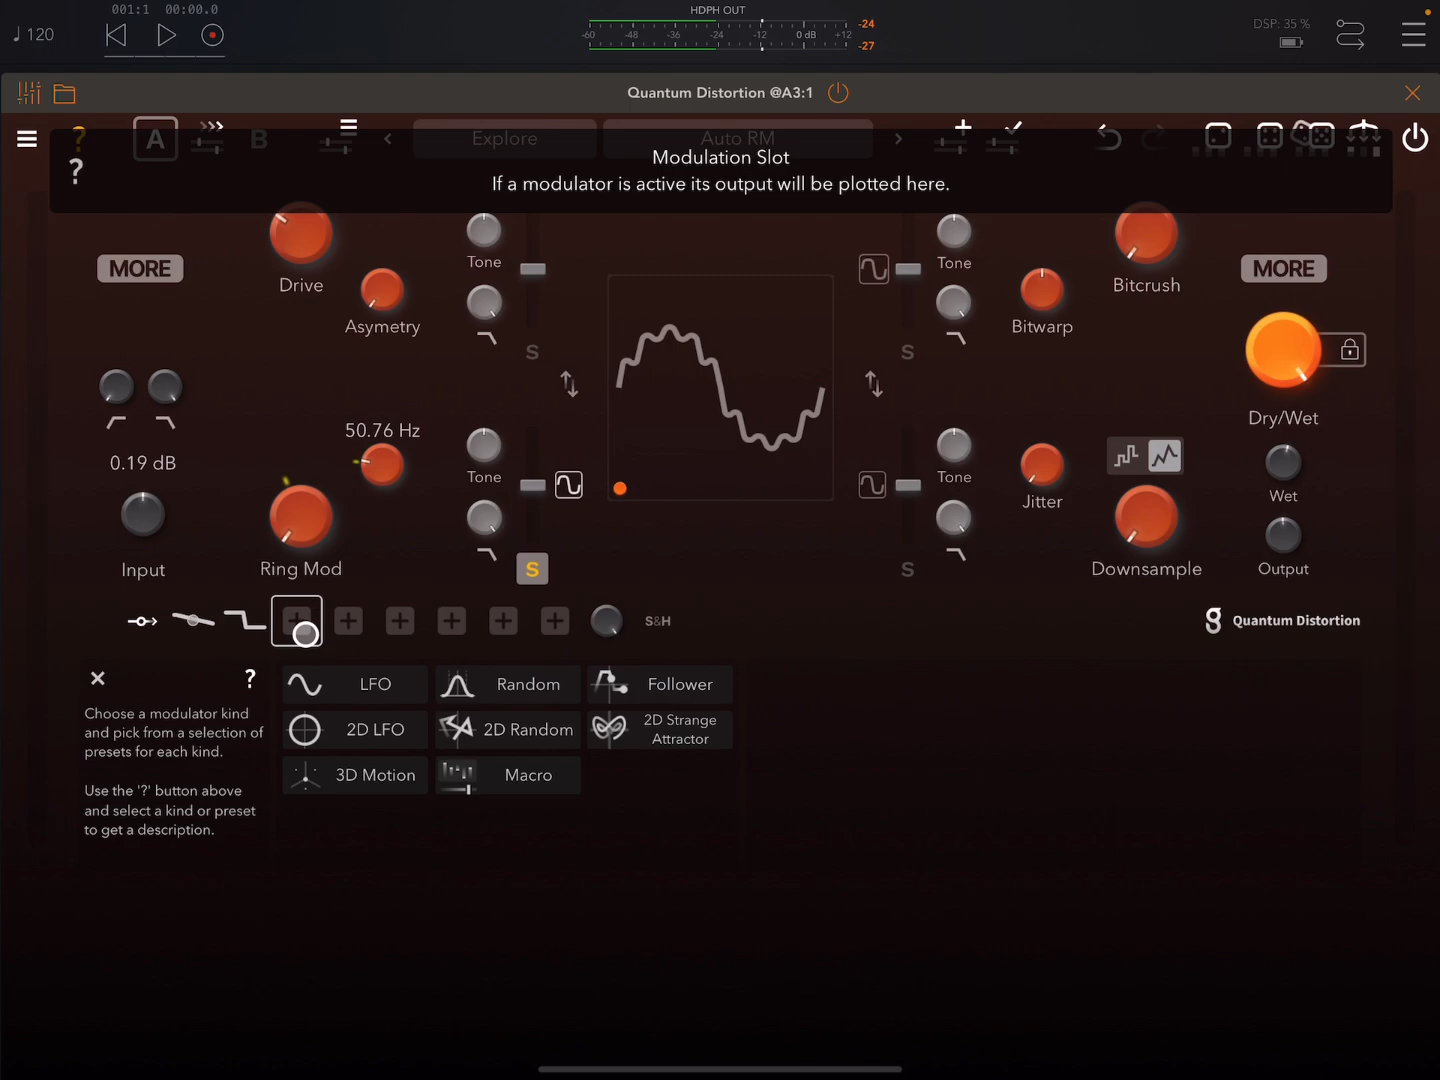 001:1 00:00.0
HDPH OUT
♩ 120
-60 -48 -36 -24 -12 0 dB +12
-24
-27
DSP: 35 %
Quantum Distortion @A3:1
? A B
Explore
Auto RM
Modulation Slot
?
If a modulator is active its output will be plotted here.
MORE
Drive
Asymetry
Tone
S
Tone
Bitwarp
Bitcrush
MORE
S
Dry/Wet
50.76 Hz
0.19 dB
Input
Ring Mod
Tone
S
Tone
S
Jitter
Downsample
Wet
Output
S&H
Quantum Distortion
?
Choose a modulator kind
and pick from a selection of
presets for each kind.
Use the '?' button above
and select a kind or preset
to get a description.
LFO
Random
Follower
2D LFO
2D Random
2D Strange
Attractor
3D Motion
Macro